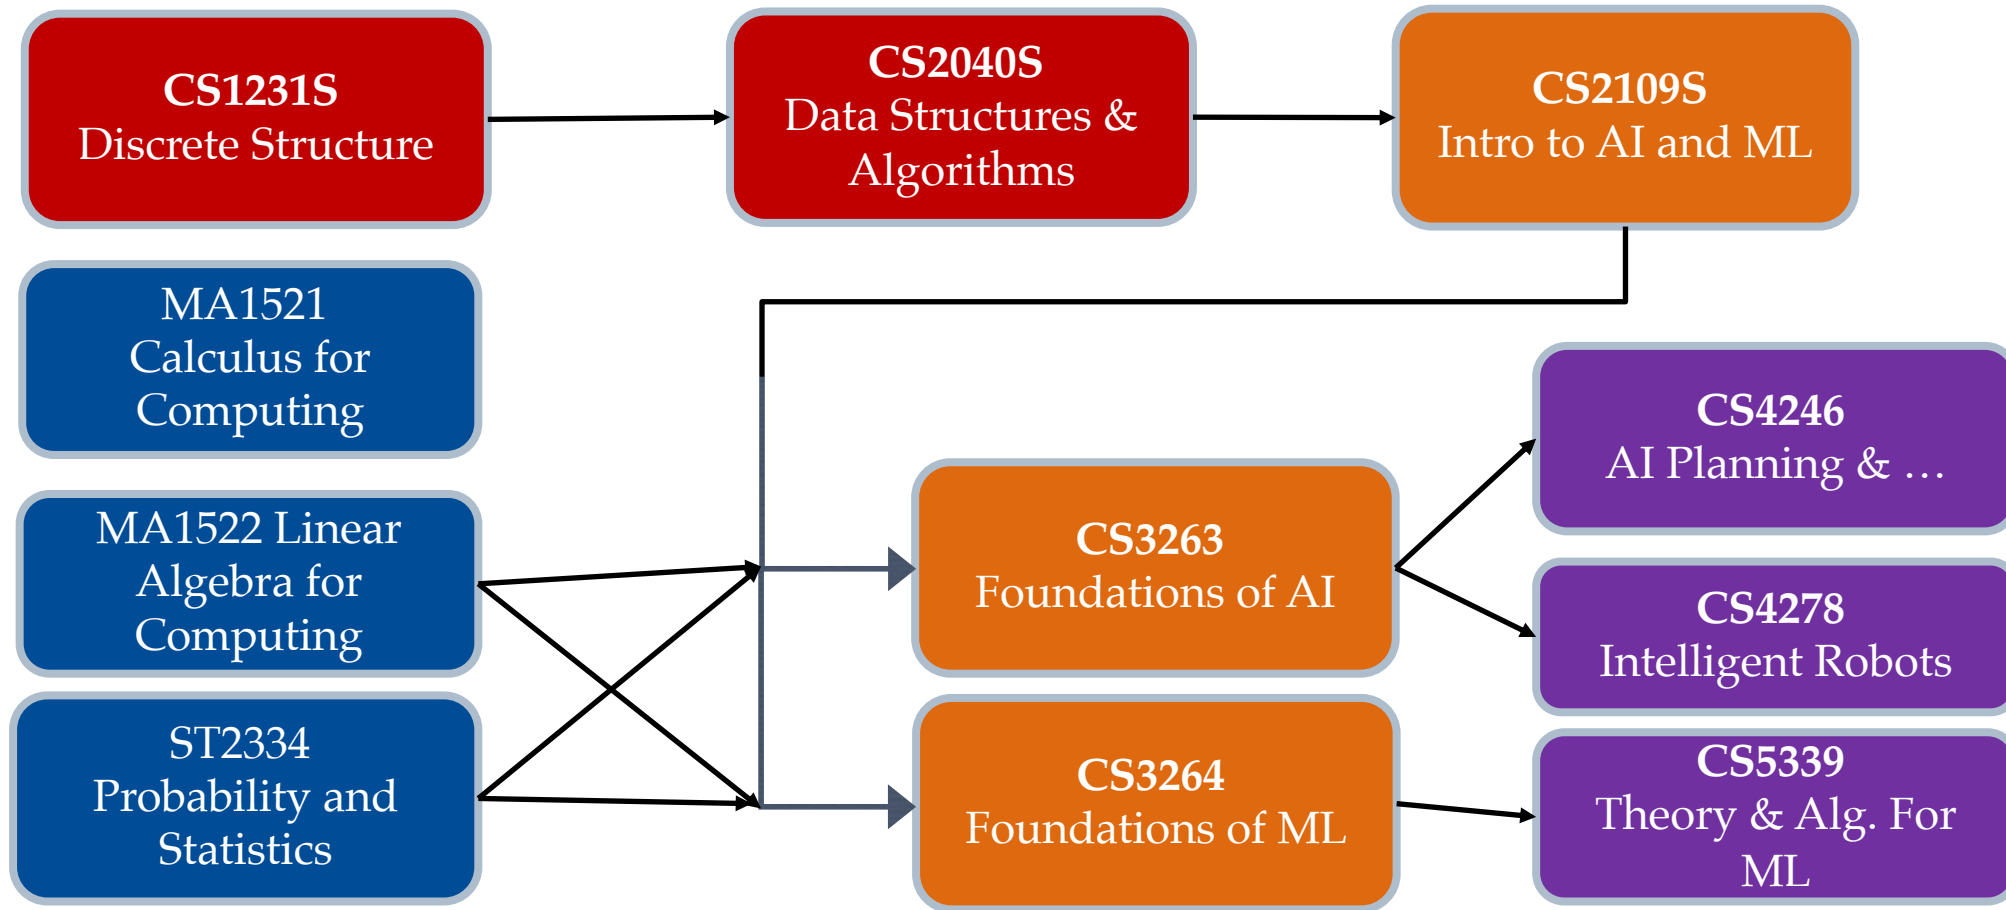 CS1231S
Discrete Structure
CS2040S
Data Structures &
Algorithms
CS2109S
Intro to AI and ML
MA1521
Calculus for
Computing
MA1522 Linear
Algebra for
Computing
ST2334
Probability and
Statistics
CS3263
Foundations of AI
CS3264
Foundations of ML
CS4246
AI Planning & …
CS4278
Intelligent Robots
CS5339
Theory & Alg. For
ML